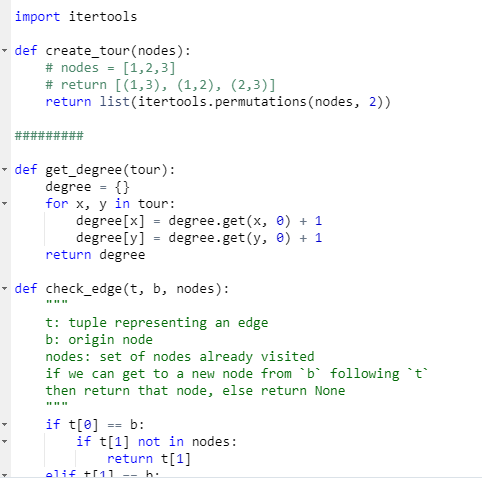 import itertools
def create_tour(nodes):
    # nodes = [1,2,3]
    # return [(1,3), (1,2), (2,3)]
    return list(itertools.permutations(nodes, 2))
#########
def get_degree(tour):
    degree = {}
    for x, y in tour:
        degree[x] = degree.get(x, 0) + 1
        degree[y] = degree.get(y, 0) + 1
    return degree
def check_edge(t, b, nodes):
    """
    t: tuple representing an edge
    b: origin node
    nodes: set of nodes already visited
    if we can get to a new node from `b` following `t`
    then return that node, else return None
    """
    if t[0] == b:
        if t[1] not in nodes:
            return t[1]
    elif t[1] == b: